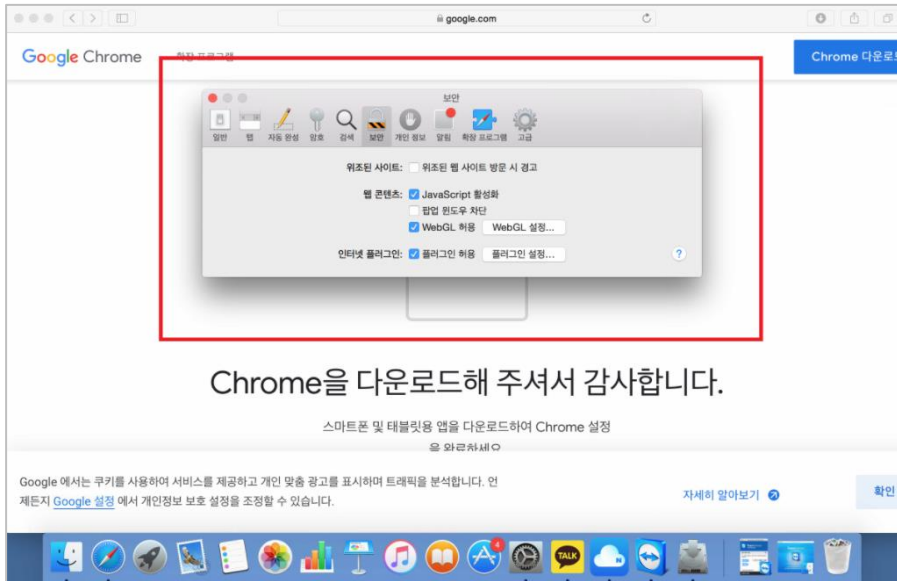 google.com
Google Chrome
확장 프로그램
Chrome 다운로드
보안
일반 탭 자동 완성 암호 검색 보안 개인 정보 알림 확장 프로그램 고급
위조된 사이트: 위조된 웹 사이트 방문 시 경고
웹 콘텐츠: JavaScript 활성화
팝업 윈도우 차단
WebGL 허용 WebGL 설정...
인터넷 플러그인: 플러그인 허용 플러그인 설정...
?
Chrome을 다운로드해 주셔서 감사합니다.
스마트폰 및 태블릿용 앱을 다운로드하여 Chrome 설정
을 완료하세요
Google 에서는 쿠키를 사용하여 서비스를 제공하고 개인 맞춤 광고를 표시하며 트래픽을 분석합니다. 언
제든지 Google 설정 에서 개인정보 보호 설정을 조정할 수 있습니다.
자세히 알아보기
확인
4
TALK
N